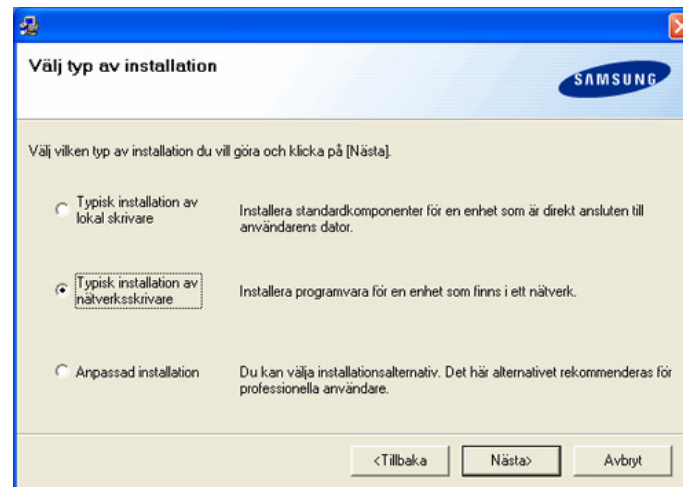 Välj typ av installation
SAMSUNG
Välj vilken typ av installation du vill göra och klicka på [Nästa].
Typisk installation av
lokal skrivare
Installera standardkomponenter för en enhet som är direkt ansluten till
användarens dator.
Typisk installation av
nätverksskrivare
Installera programvara för en enhet som finns i ett nätverk.
Anpassad installation
Du kan välja installationsalternativ. Det här alternativet rekommenderas för
professionella användare.
<Tillbaka
Nästa>
Avbryt